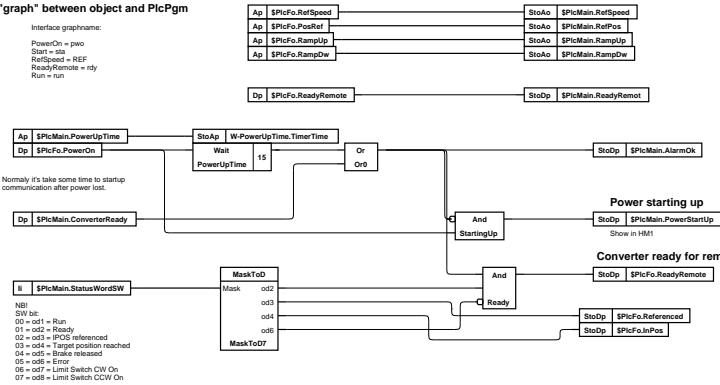 "graph" between object and PlcPgm
Interface graphname:
PowerOn = pwo
Start = sta
RefSpeed = REF
ReadyRemote = rdy
Run = run
Ap $PlcFo.RefSpeed StoAo $PlcMain.RefSpeed
Ap $PlcFo.PosRef StoAo $PlcMain.RefPos
Ap $PlcFo.RampUp StoAo $PlcMain.RampUp
Ap $PlcFo.RampDw StoAo $PlcMain.RampDw
Dp $PlcFo.ReadyRemote StoDp $PlcMain.ReadyRemot
Ap $PlcMain.PowerUpTime StoAp W-PowerUpTime.TimerTime
Dp $PlcFo.PowerOn Wait 15 Or StoDp $PlcMain.AlarmOk
PowerUpTime Or0
Normaly it's take some time to startup
communication after power lost.
Power starting up
Dp $PlcMain.ConverterReady And StoDp $PlcMain.PowerStartUp
StartingUp Show in HM1
Converter ready for rem
MaskToD And StoDp $PlcFo.ReadyRemote
Ii $PlcMain.StatusWordSW Mask od2
od3 Ready
od4 StoDp $PlcFo.Referenced
od6 StoDp $PlcFo.InPos
MaskToD7
NB!
SW bit:
00 = od1 = Run
01 = od2 = Ready
02 = od3 = IPOS referenced
03 = od4 = Target position reached
04 = od5 = Brake released
05 = od6 = Error
06 = od7 = Limit Switch CW On
07 = od8 = Limit Switch CCW On